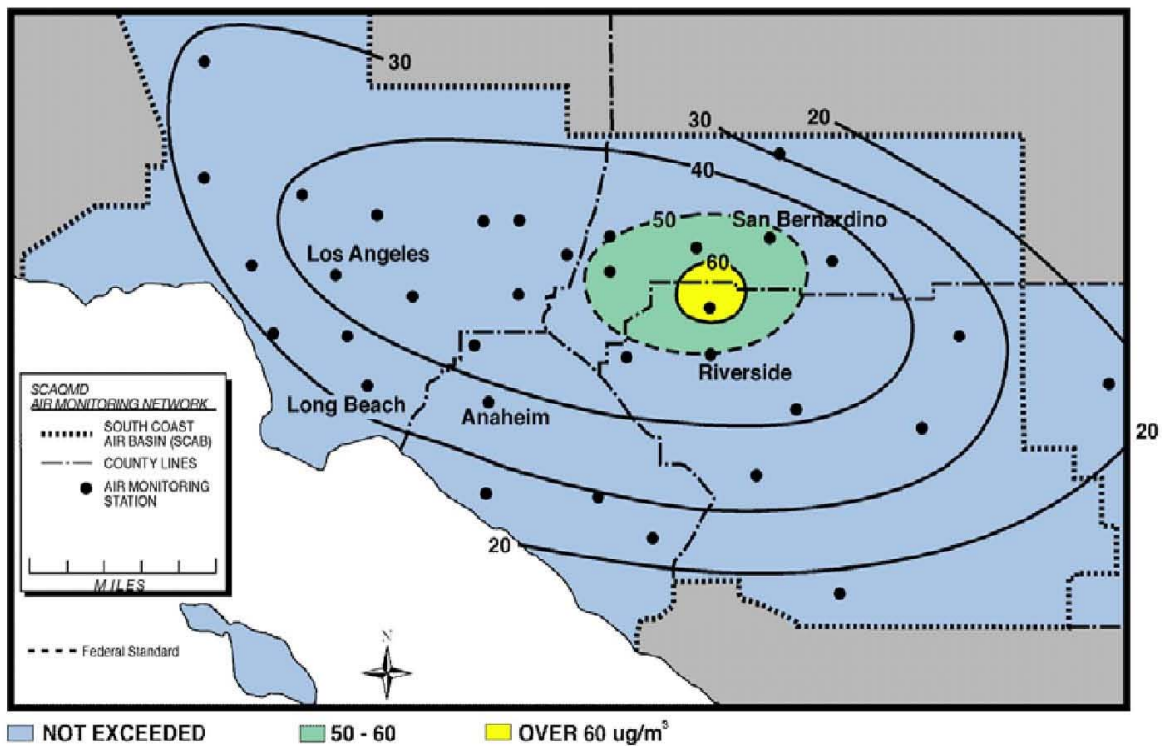 30
20
30
40
50
San Bernardino
Los Angeles
60
Riverside
SCAQMD
AIR MONITORING NETWORK
Long Beach
Anaheim
SOUTH COAST
AIR BASIN (SCAB)
20
COUNTY LINES
AIR MONITORING
STATION
20
MILES
N
Federal Standard
NOT EXCEEDED
50 - 60
OVER 60 ug/m³